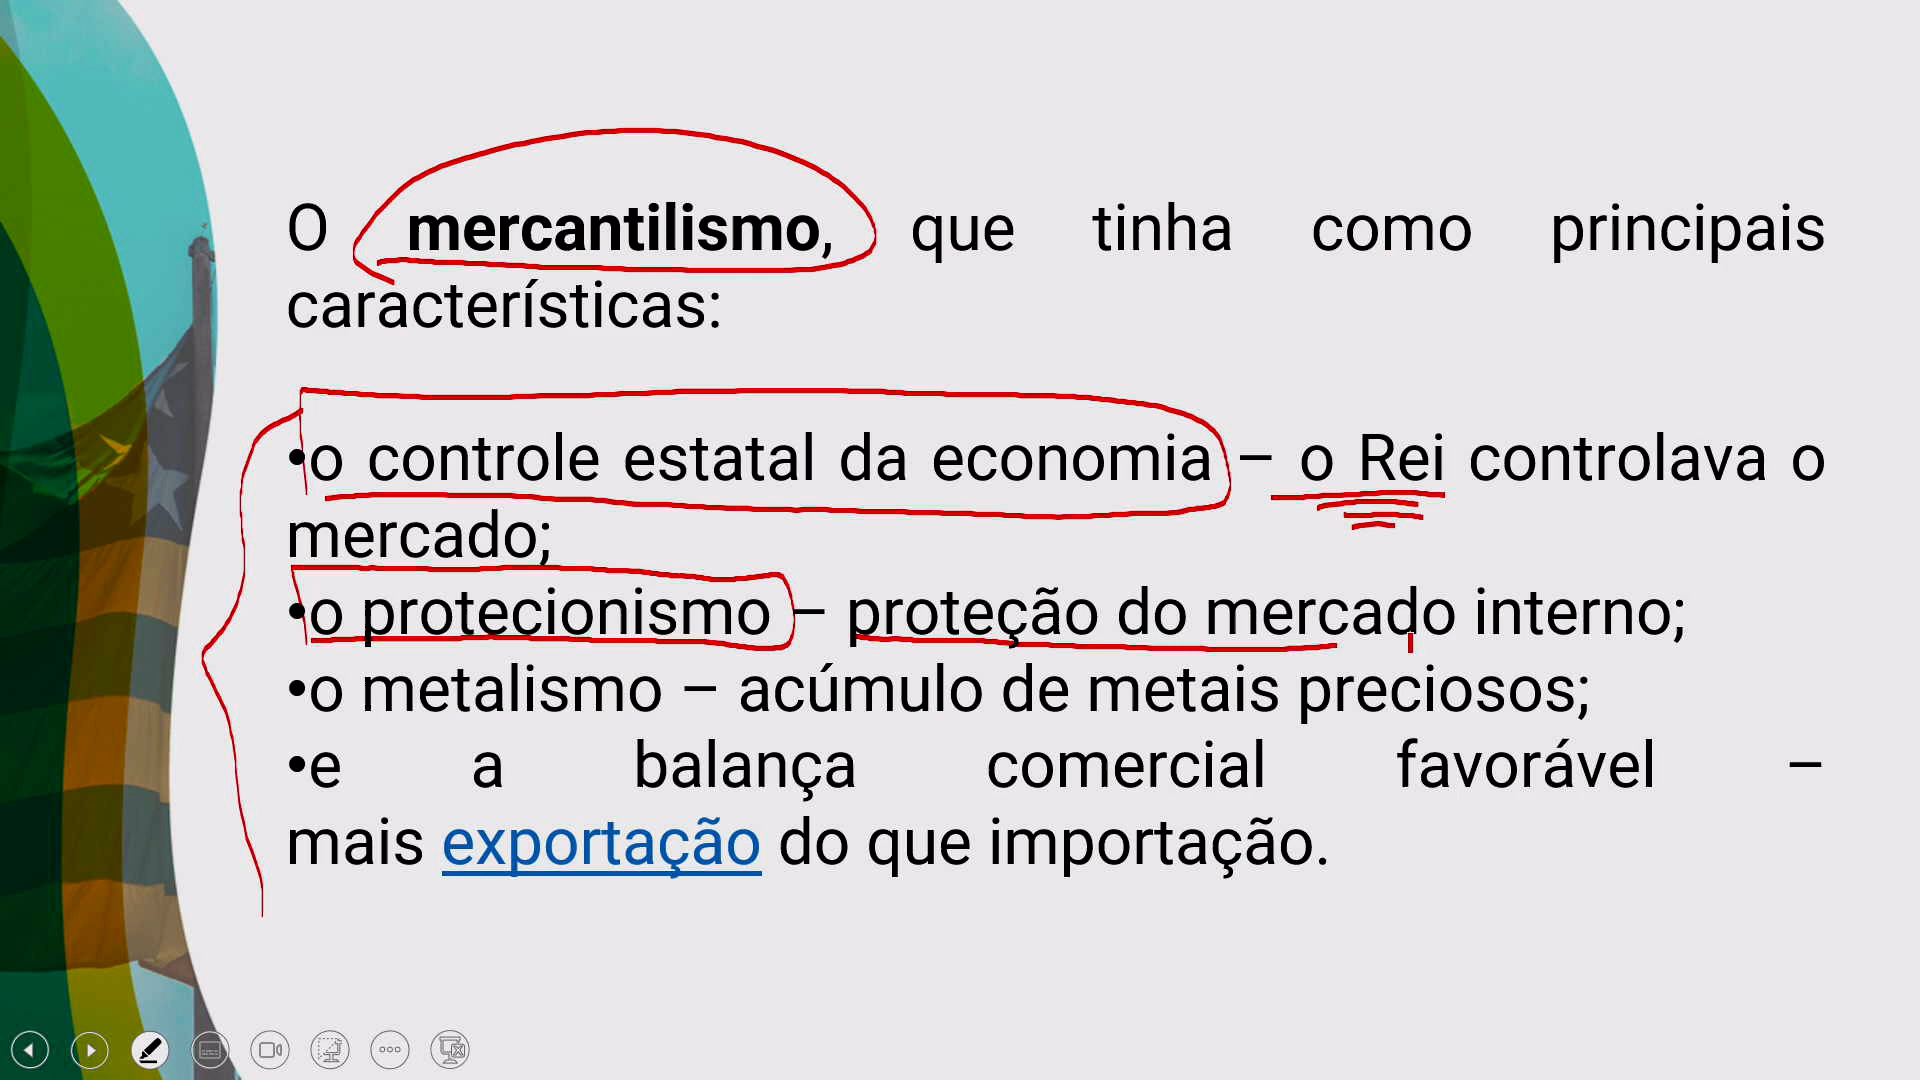 O mercantilismo, que tinha como principais
características:
•o controle estatal da economia – o Rei controlava o
mercado;
•o protecionismo – proteção do mercado interno;
•o metalismo – acúmulo de metais preciosos;
•e a balança comercial favorável –
mais exportação do que importação.